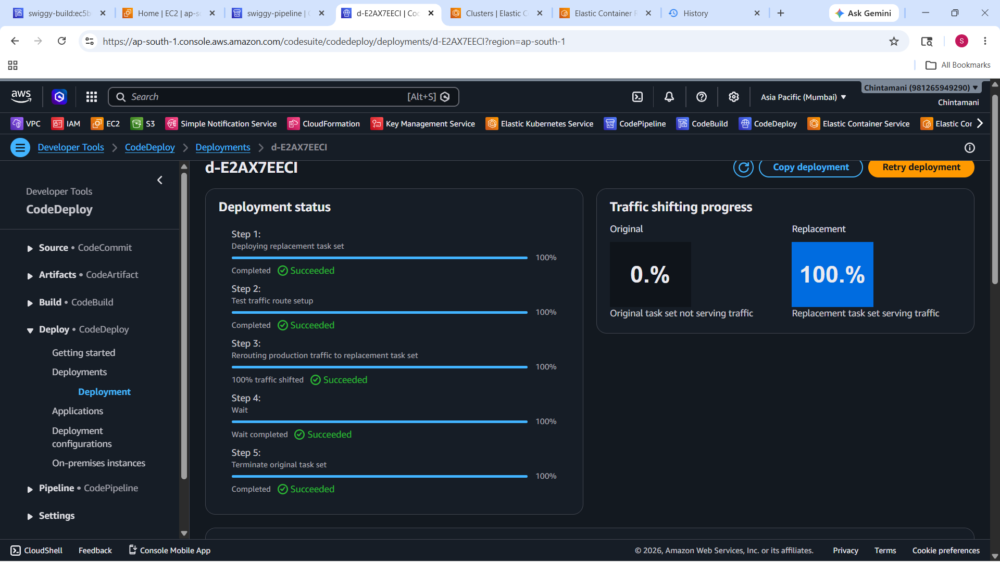 swiggy-build:ec5b
Home | EC2 | ap-so
swiggy-pipeline | C
d-E2AX7EECI | Coc
Clusters | Elastic C
Elastic Container F
History
Ask Gemini
https://ap-south-1.console.aws.amazon.com/codesuite/codedeploy/deployments/d-E2AX7EECI?region=ap-south-1
S
All Bookmarks
aws
Search
[Alt+S]
Asia Pacific (Mumbai)
Chintamani (981265949290)
Chintamani
VPC
IAM
EC2
S3
Simple Notification Service
CloudFormation
Key Management Service
Elastic Kubernetes Service
CodePipeline
CodeBuild
CodeDeploy
Elastic Container Service
Elastic Cor
Developer Tools
CodeDeploy
Deployments
d-E2AX7EECI
Developer Tools
CodeDeploy
Source • CodeCommit
Artifacts • CodeArtifact
Build • CodeBuild
Deploy • CodeDeploy
Getting started
Deployments
Deployment
Applications
Deployment
configurations
On-premises instances
Pipeline • CodePipeline
Settings
d-E2AX7EECI
Copy deployment
Retry deployment
Deployment status
Step 1:
Deploying replacement task set
100%
Completed Succeeded
Step 2:
Test traffic route setup
100%
Completed Succeeded
Step 3:
Rerouting production traffic to replacement task set
100%
100% traffic shifted Succeeded
Step 4:
Wait
100%
Wait completed Succeeded
Step 5:
Terminate original task set
100%
Completed Succeeded
Traffic shifting progress
Original
0.%
Original task set not serving traffic
Replacement
100.%
Replacement task set serving traffic
CloudShell
Feedback
Console Mobile App
© 2026, Amazon Web Services, Inc. or its affiliates.
Privacy
Terms
Cookie preferences